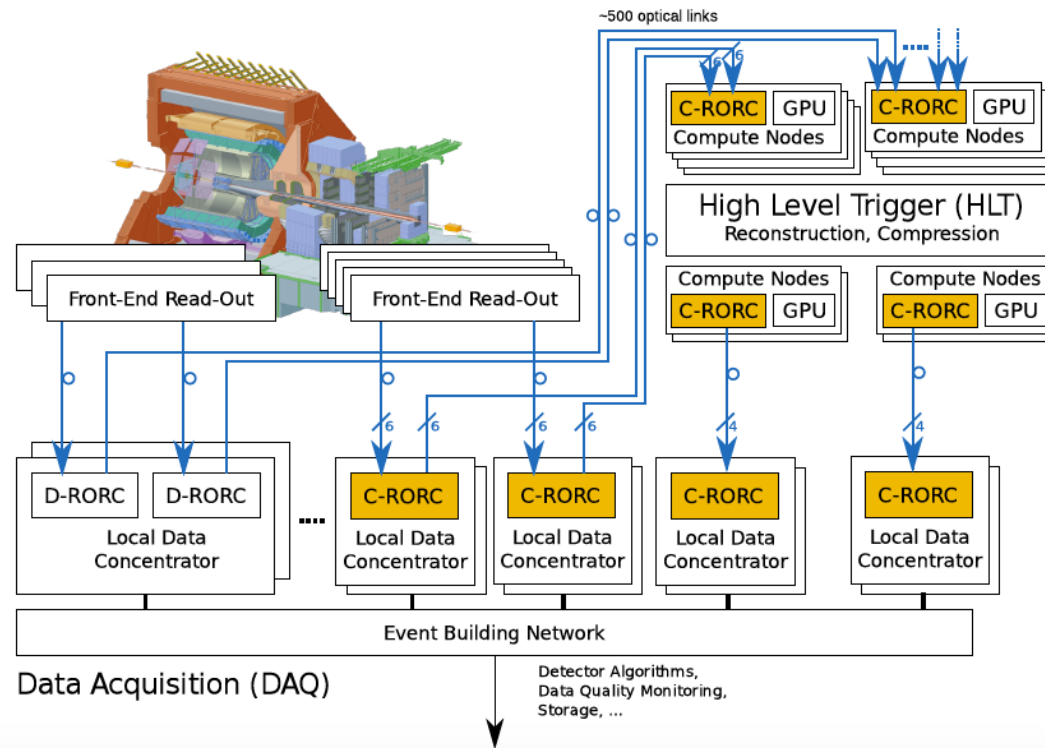 ~500 optical links
6
6
C-RORC
GPU
C-RORC
GPU
Compute Nodes
Compute Nodes
High Level Trigger (HLT)
Reconstruction, Compression
Compute Nodes
Compute Nodes
Front-End Read-Out
Front-End Read-Out
C-RORC
GPU
C-RORC
GPU
6
6
6
6
4
4
D-RORC
D-RORC
C-RORC
C-RORC
C-RORC
C-RORC
Local Data
Concentrator
Local Data
Concentrator
Local Data
Concentrator
Local Data
Concentrator
Local Data
Concentrator
Event Building Network
Data Acquisition (DAQ)
Detector Algorithms,
Data Quality Monitoring,
Storage, ...